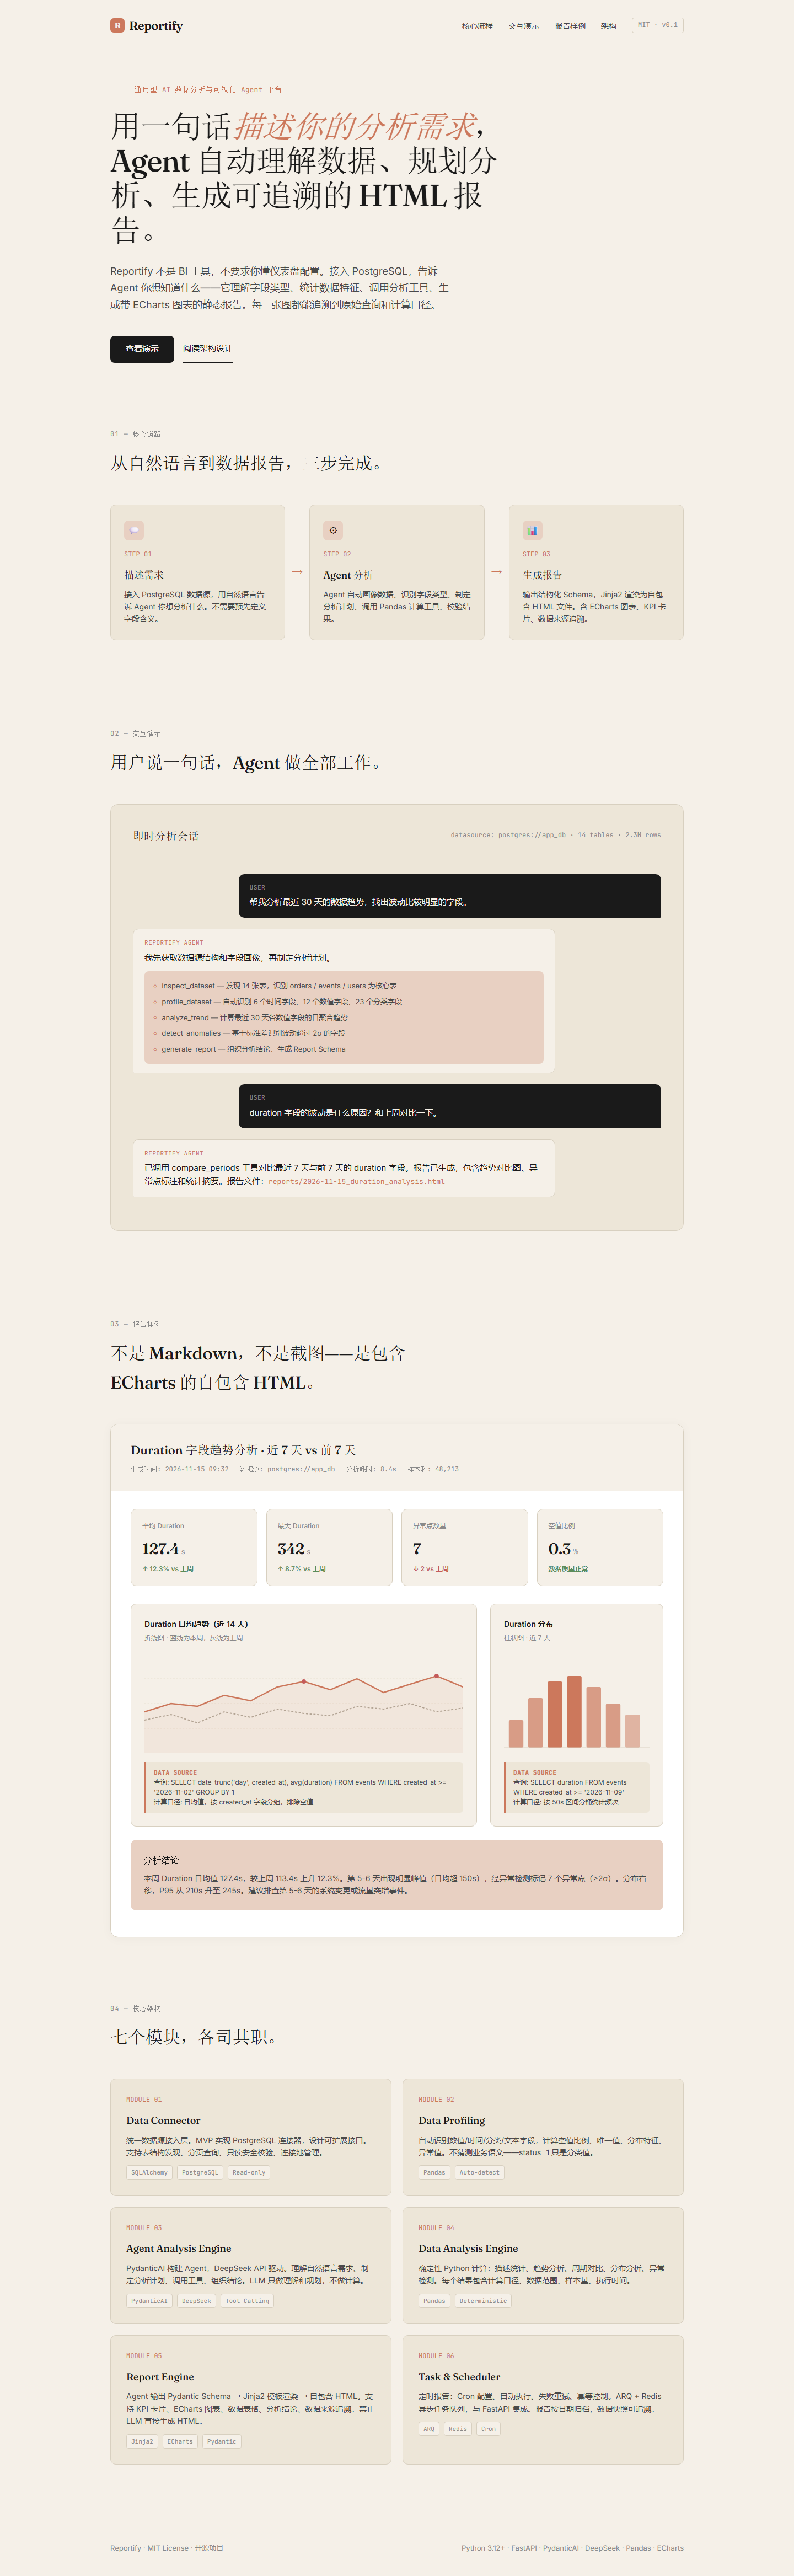 R Reportify
核心流程 交互演示 报告样例 架构 MIT · v0.1
通用型 AI 数据分析与可视化 Agent 平台
用一句话描述你的分析需求，
Agent 自动理解数据、规划分
析、生成可追溯的 HTML 报
告。
Reportify 不是 BI 工具，不要求你懂仪表盘配置。接入 PostgreSQL，告诉
Agent 你想知道什么——它理解字段类型、统计数据特征、调用分析工具、生
成带 ECharts 图表的静态报告。每一张图都能追溯到原始查询和计算口径。
查看演示 阅读架构设计
01 — 核心链路
从自然语言到数据报告，三步完成。
STEP 01
描述需求
接入 PostgreSQL 数据源，用自然语言告
诉 Agent 你想分析什么。不需要预先定义
字段含义。
→
STEP 02
Agent 分析
Agent 自动画像数据、识别字段类型、制定
分析计划、调用 Pandas 计算工具、校验结
果。
→
STEP 03
生成报告
输出结构化 Schema，Jinja2 渲染为自包
含 HTML 文件。含 ECharts 图表、KPI 卡
片、数据来源追溯。
02 — 交互演示
用户说一句话，Agent 做全部工作。
即时分析会话 datasource: postgres://app_db · 14 tables · 2.3M rows
USER
帮我分析最近 30 天的数据趋势，找出波动比较明显的字段。
REPORTIFY AGENT
我先获取数据源结构和字段画像，再制定分析计划。
inspect_dataset — 发现 14 张表，识别 orders / events / users 为核心表
profile_dataset — 自动识别 6 个时间字段、12 个数值字段、23 个分类字段
analyze_trend — 计算最近 30 天各数值字段的日聚合趋势
detect_anomalies — 基于标准差识别波动超过 2σ 的字段
generate_report — 组织分析结论，生成 Report Schema
USER
duration 字段的波动是什么原因？和上周对比一下。
REPORTIFY AGENT
已调用 compare_periods 工具对比最近 7 天与前 7 天的 duration 字段。报告已生成，包含趋势对比图、异
常点标注和统计摘要。报告文件：reports/2026-11-15_duration_analysis.html
03 — 报告样例
不是 Markdown，不是截图——是包含
ECharts 的自包含 HTML。
Duration 字段趋势分析 · 近 7 天 vs 前 7 天
生成时间: 2026-11-15 09:32 数据源: postgres://app_db 分析耗时: 8.4s 样本数: 48,213
平均 Duration
127.4 s
↑ 12.3% vs 上周
最大 Duration
342 s
↑ 8.7% vs 上周
异常点数量
7
↓ 2 vs 上周
空值比例
0.3 %
数据质量正常
Duration 日均趋势（近 14 天）
折线图 · 蓝线为本周，灰线为上周
DATA SOURCE
查询: SELECT date_trunc('day', created_at), avg(duration) FROM events WHERE created_at >=
'2026-11-02' GROUP BY 1
计算口径: 日均值，按 created_at 字段分组，排除空值
Duration 分布
柱状图 · 近 7 天
DATA SOURCE
查询: SELECT duration FROM events
WHERE created_at >= '2026-11-09'
计算口径: 按 50s 区间分桶统计频次
分析结论
本周 Duration 日均值 127.4s，较上周 113.4s 上升 12.3%。第 5-6 天出现明显峰值（日均超 150s），经异常检测标记 7 个异常点（>2σ）。分布右
移，P95 从 210s 升至 245s。建议排查第 5-6 天的系统变更或流量突增事件。
04 — 核心架构
七个模块，各司其职。
MODULE 01
Data Connector
统一数据源接入层。MVP 实现 PostgreSQL 连接器，设计可扩展接口。
支持表结构发现、分页查询、只读安全校验、连接池管理。
SQLAlchemy PostgreSQL Read-only
MODULE 02
Data Profiling
自动识别数值/时间/分类/文本字段，计算空值比例、唯一值、分布特征、
异常值。不猜测业务语义——status=1 只是分类值。
Pandas Auto-detect
MODULE 03
Agent Analysis Engine
PydanticAI 构建 Agent，DeepSeek API 驱动。理解自然语言需求、制
定分析计划、调用工具、组织结论。LLM 只做理解和规划，不做计算。
PydanticAI DeepSeek Tool Calling
MODULE 04
Data Analysis Engine
确定性 Python 计算：描述统计、趋势分析、周期对比、分布分析、异常
检测。每个结果包含计算口径、数据范围、样本量、执行时间。
Pandas Deterministic
MODULE 05
Report Engine
Agent 输出 Pydantic Schema → Jinja2 模板渲染 → 自包含 HTML。支
持 KPI 卡片、ECharts 图表、数据表格、分析结论、数据来源追溯。禁止
LLM 直接生成 HTML。
Jinja2 ECharts Pydantic
MODULE 06
Task & Scheduler
定时报告：Cron 配置、自动执行、失败重试、幂等控制。ARQ + Redis
异步任务队列，与 FastAPI 集成。报告按日期归档，数据快照可追溯。
ARQ Redis Cron
Reportify · MIT License · 开源项目 Python 3.12+ · FastAPI · PydanticAI · DeepSeek · Pandas · ECharts